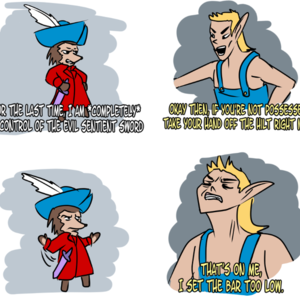 R THE LAST TIME, I AM *COMPLETELY*
CONTROL OF THE EVIL SENTIENT SWORD
OKAY THEN, IF YOU'RE NOT POSSESSE
TAKE YOUR HAND OFF THE HILT RIGHT N
THAT'S ON ME,
I SET THE BAR TOO LOW.